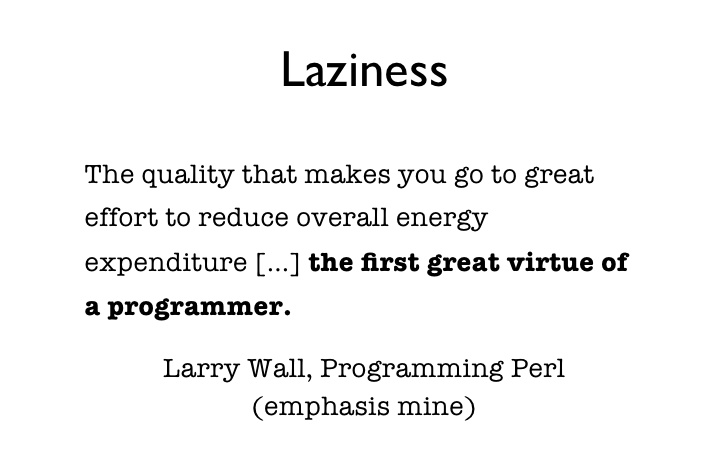 Laziness
The quality that makes you go to great
effort to reduce overall energy
expenditure [...] the first great virtue of
a programmer.
Larry Wall, Programming Perl
(emphasis mine)